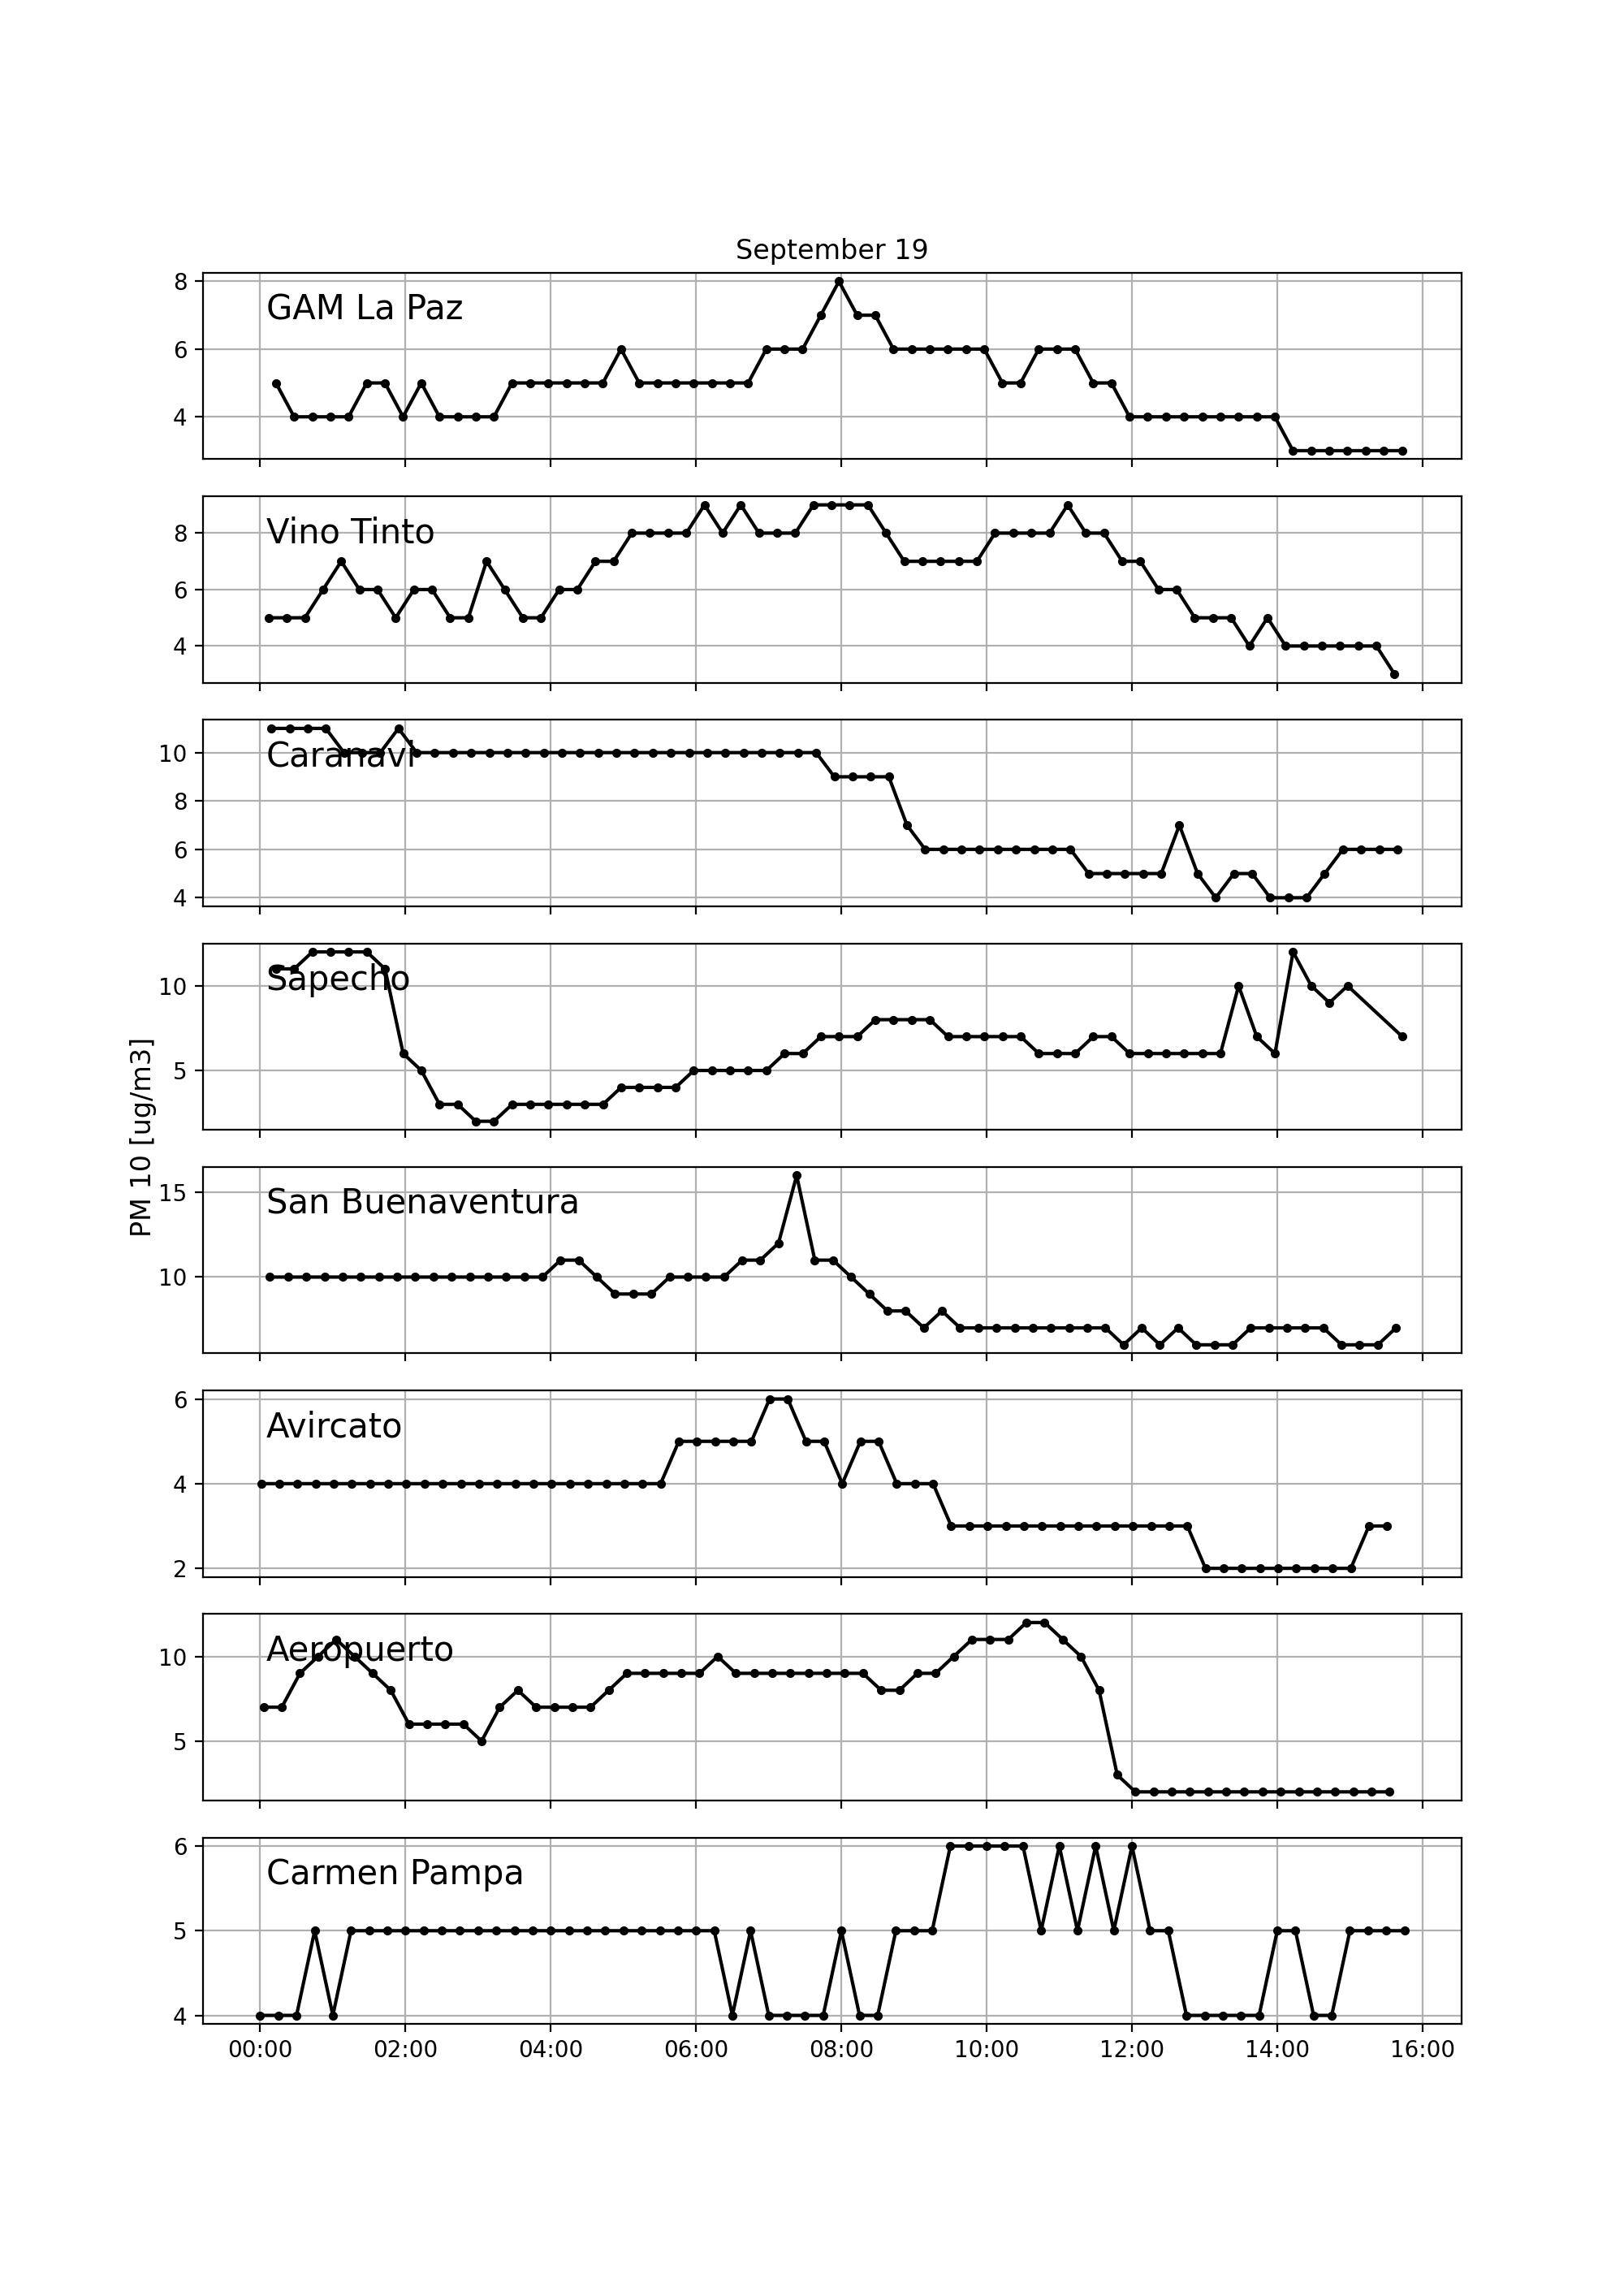 September 19
8
6
4
GAM La Paz
8
6
4
Vino Tinto
10
8
6
4
Caranavi
10
5
Sapecho
PM 10 [ug/m3]
15
10
San Buenaventura
6
4
2
Avircato
10
5
Aeropuerto
6
5
4
Carmen Pampa
00:00 02:00 04:00 06:00 08:00 10:00 12:00 14:00 16:00